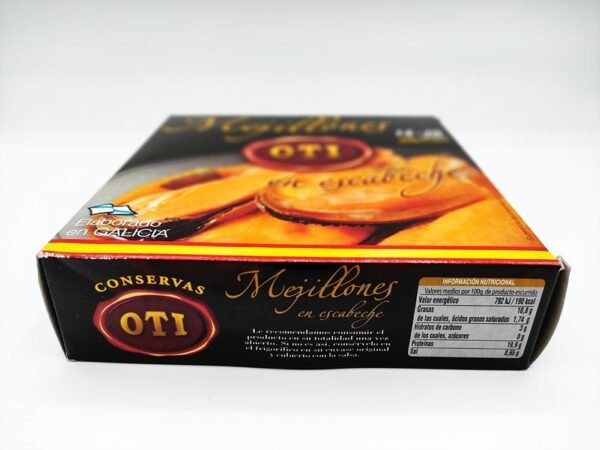 Mejillones
OTI
en escabeche
Elaborado
en GALICIA
CONSERVAS
OTI
Mejillones
en escabeche
Le recomendamos consumir el
producto en su totalidad una vez
abierto. Si no es así, consérvelo en
el frigorífico en su envase original
y cubierto con la salsa.
INFORMACIÓN NUTRICIONAL
Valores medios por 100g. de producto escurrido
Valor energético 792 kJ / 190 kcal
Grasas 10,8 g
de las cuales, ácidos grasos saturados 1,74 g
Hidratos de carbono 3 g
de los cuales, azúcares 0 g
Proteínas 19,9 g
Sal 0,85 g